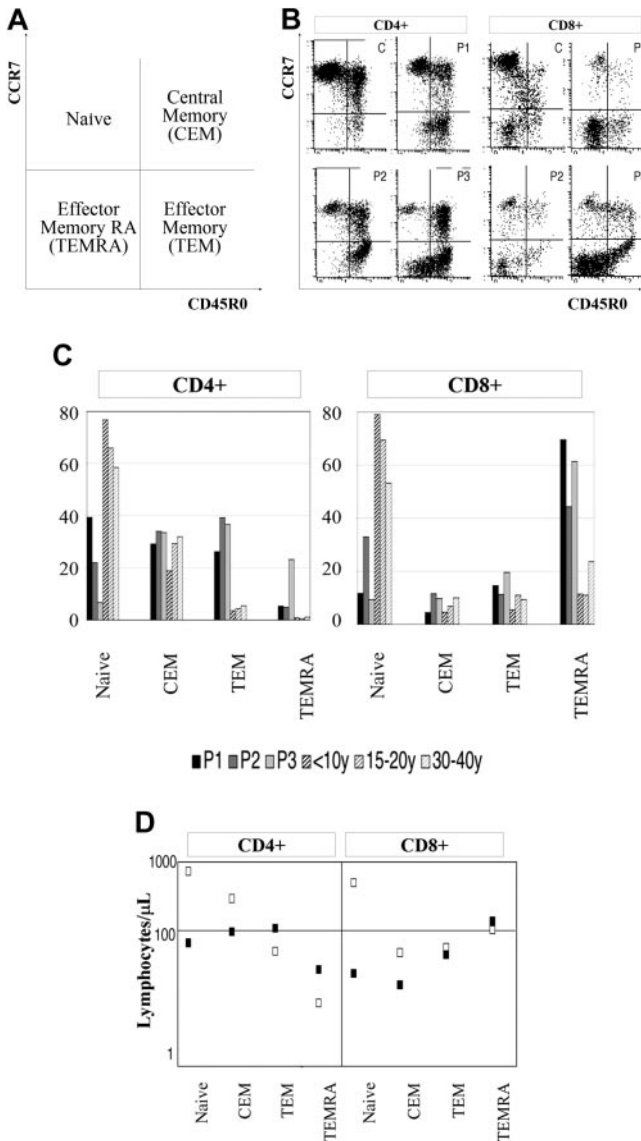 A
CCR7
Naive
Central
Memory
(CEM)
Effector
Memory RA
(TEMRA)
Effector
Memory
(TEM)
CD45R0
B
CD4+
CD8+
CCR7
C
P1
C
P
P2
P3
P2
P
CD45R0
C
CD4+
CD8+
80
60
40
20
0
Naive
CEM
TEM
TEMRA
80
60
40
20
0
Naive
CEM
TEM
TEMRA
P1 P2 P3 <10y 15-20y 30-40y
D
CD4+
CD8+
Lymphocytes/μL
1000
100
1
Naive
CEM
TEM
TEMRA
Naive
CEM
TEM
TEMRA